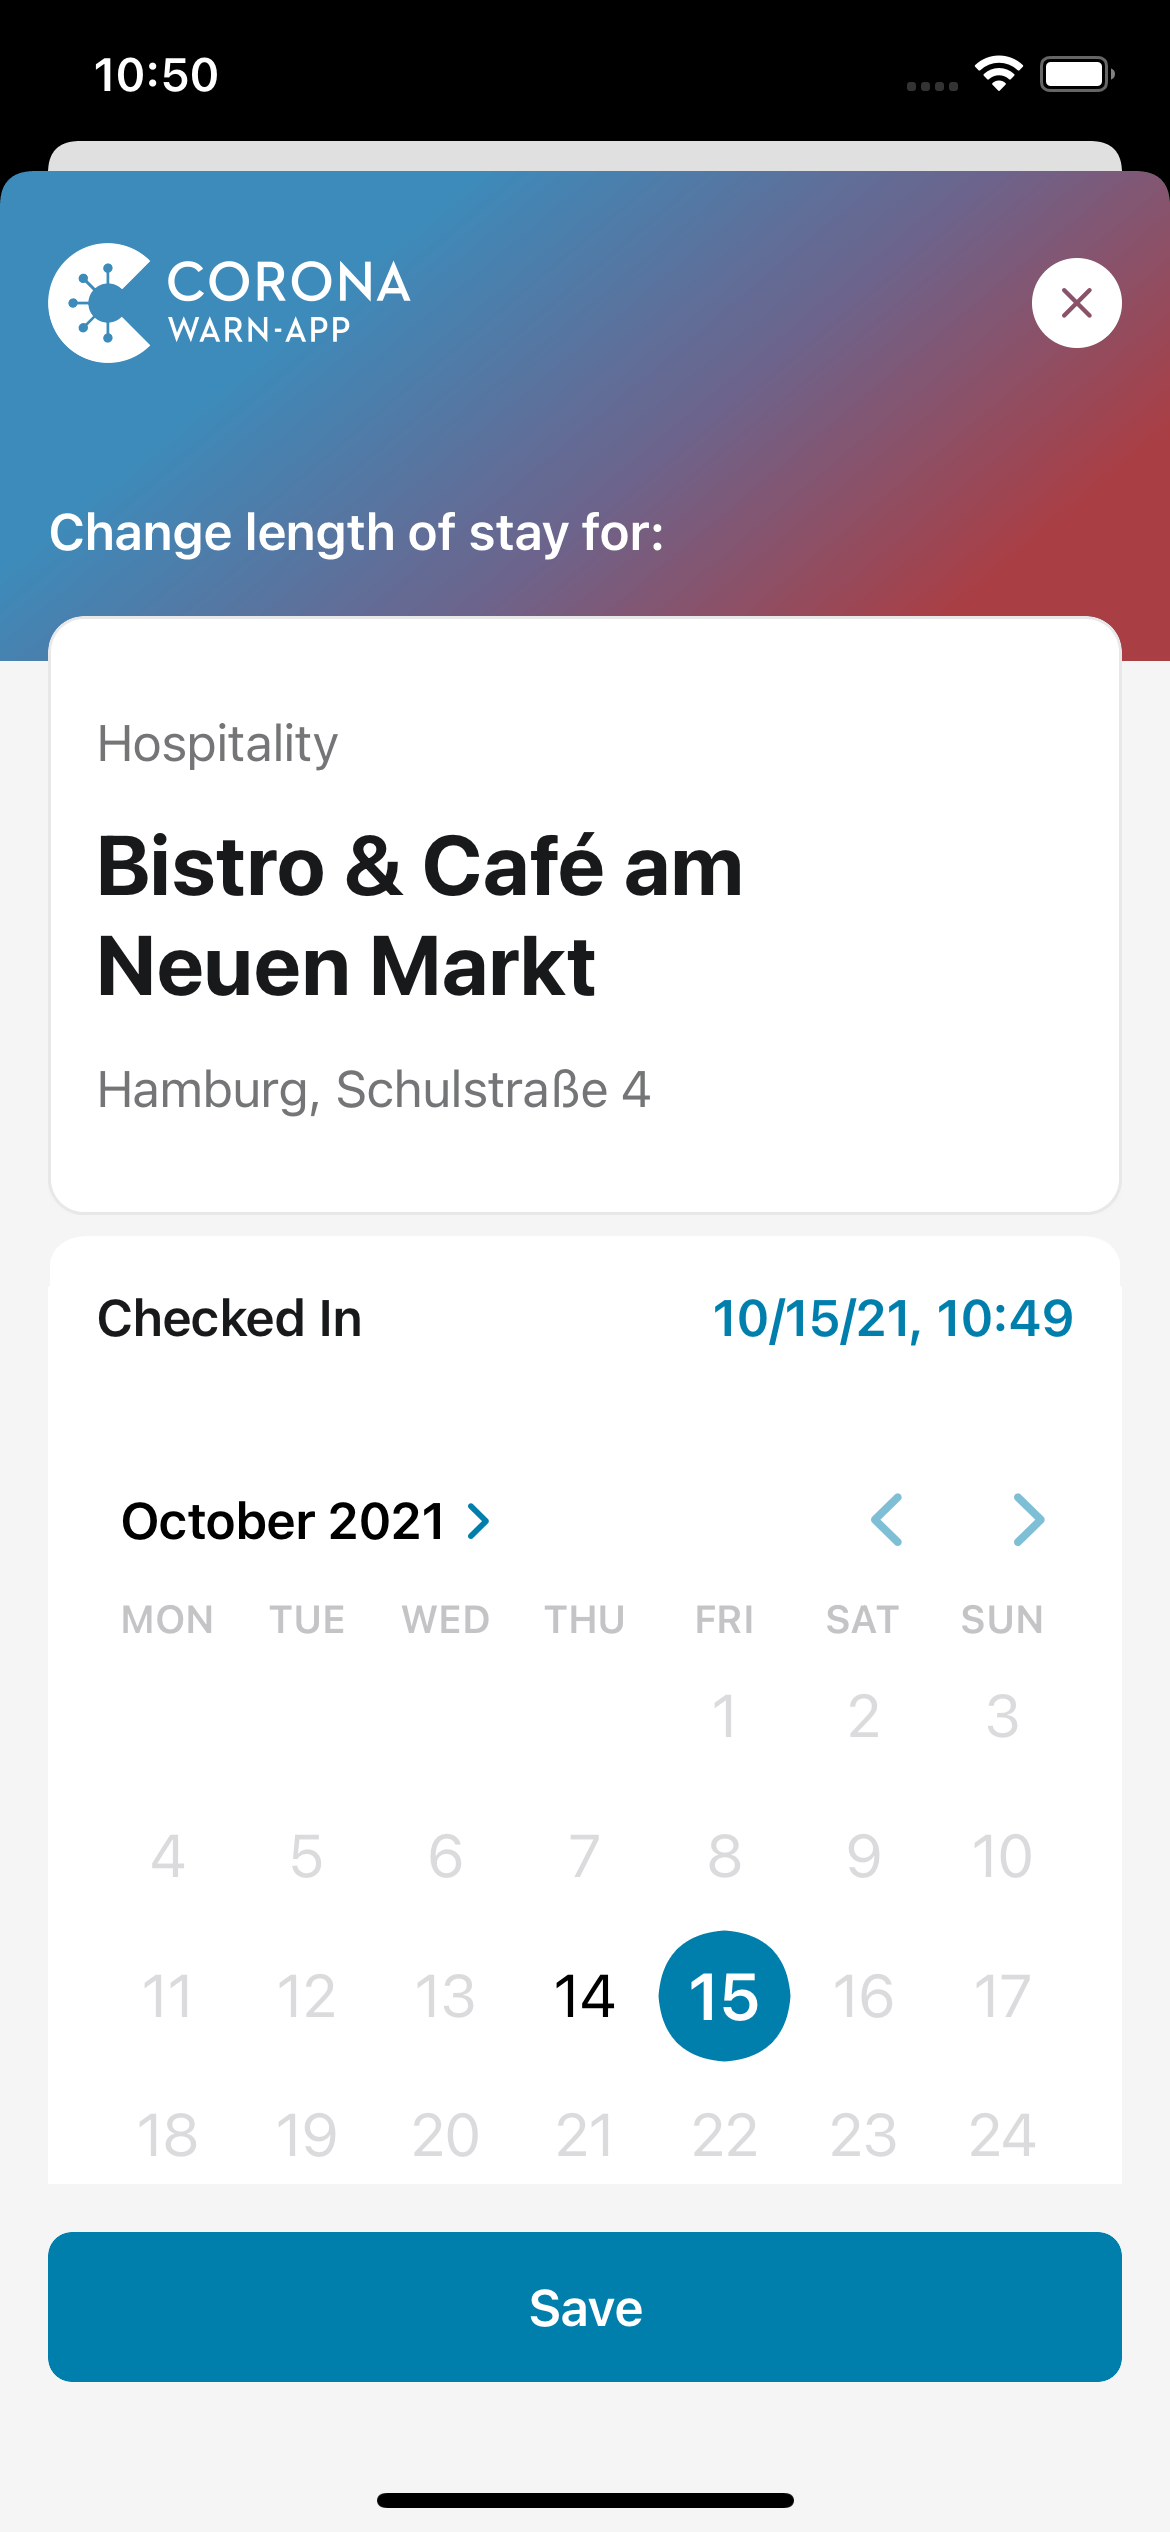 10:50
CORONA
WARN-APP
Change length of stay for:
Hospitality
Bistro & Café am
Neuen Markt
Hamburg, Schulstraße 4
Checked In 10/15/21, 10:49
October 2021
MON TUE WED THU FRI SAT SUN
1 2 3
4 5 6 7 8 9 10
11 12 13 14 15 16 17
18 19 20 21 22 23 24
Save